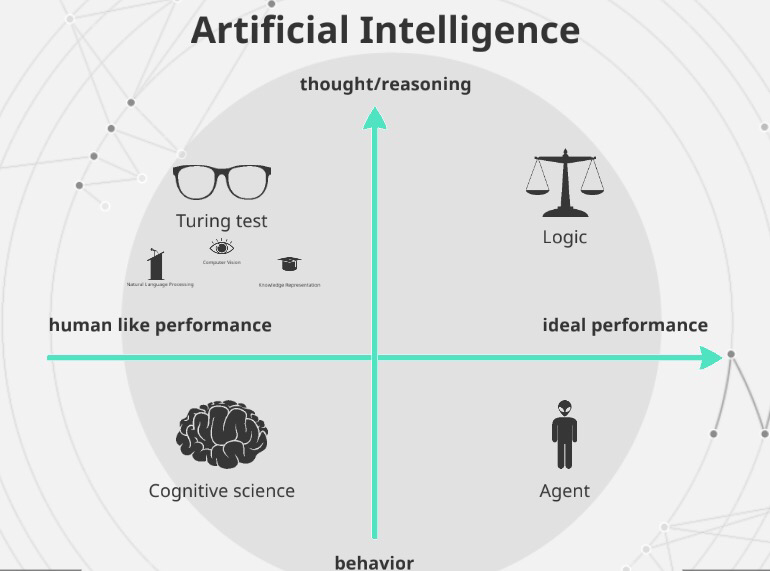 Artificial Intelligence
thought/reasoning
Turing test
Logic
Computer Vision
Natural Language Processing
Knowledge Representation
human like performance
ideal performance
Cognitive science
Agent
behavior